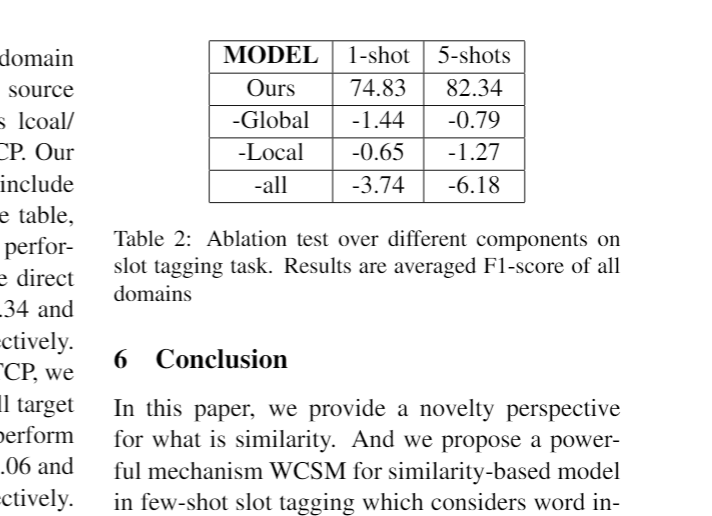 domain
source
s lcoal/
CP. Our
include
e table,
perfor-
e direct
.34 and
ectively.
TCP, we
ll target
perform
.06 and
ectively.
MODEL 1-shot 5-shots
Ours 74.83 82.34
-Global -1.44 -0.79
-Local -0.65 -1.27
-all -3.74 -6.18
Table 2: Ablation test over different components on
slot tagging task. Results are averaged F1-score of all
domains
6 Conclusion
In this paper, we provide a novelty perspective
for what is similarity. And we propose a power-
ful mechanism WCSM for similarity-based model
in few-shot slot tagging which considers word in-